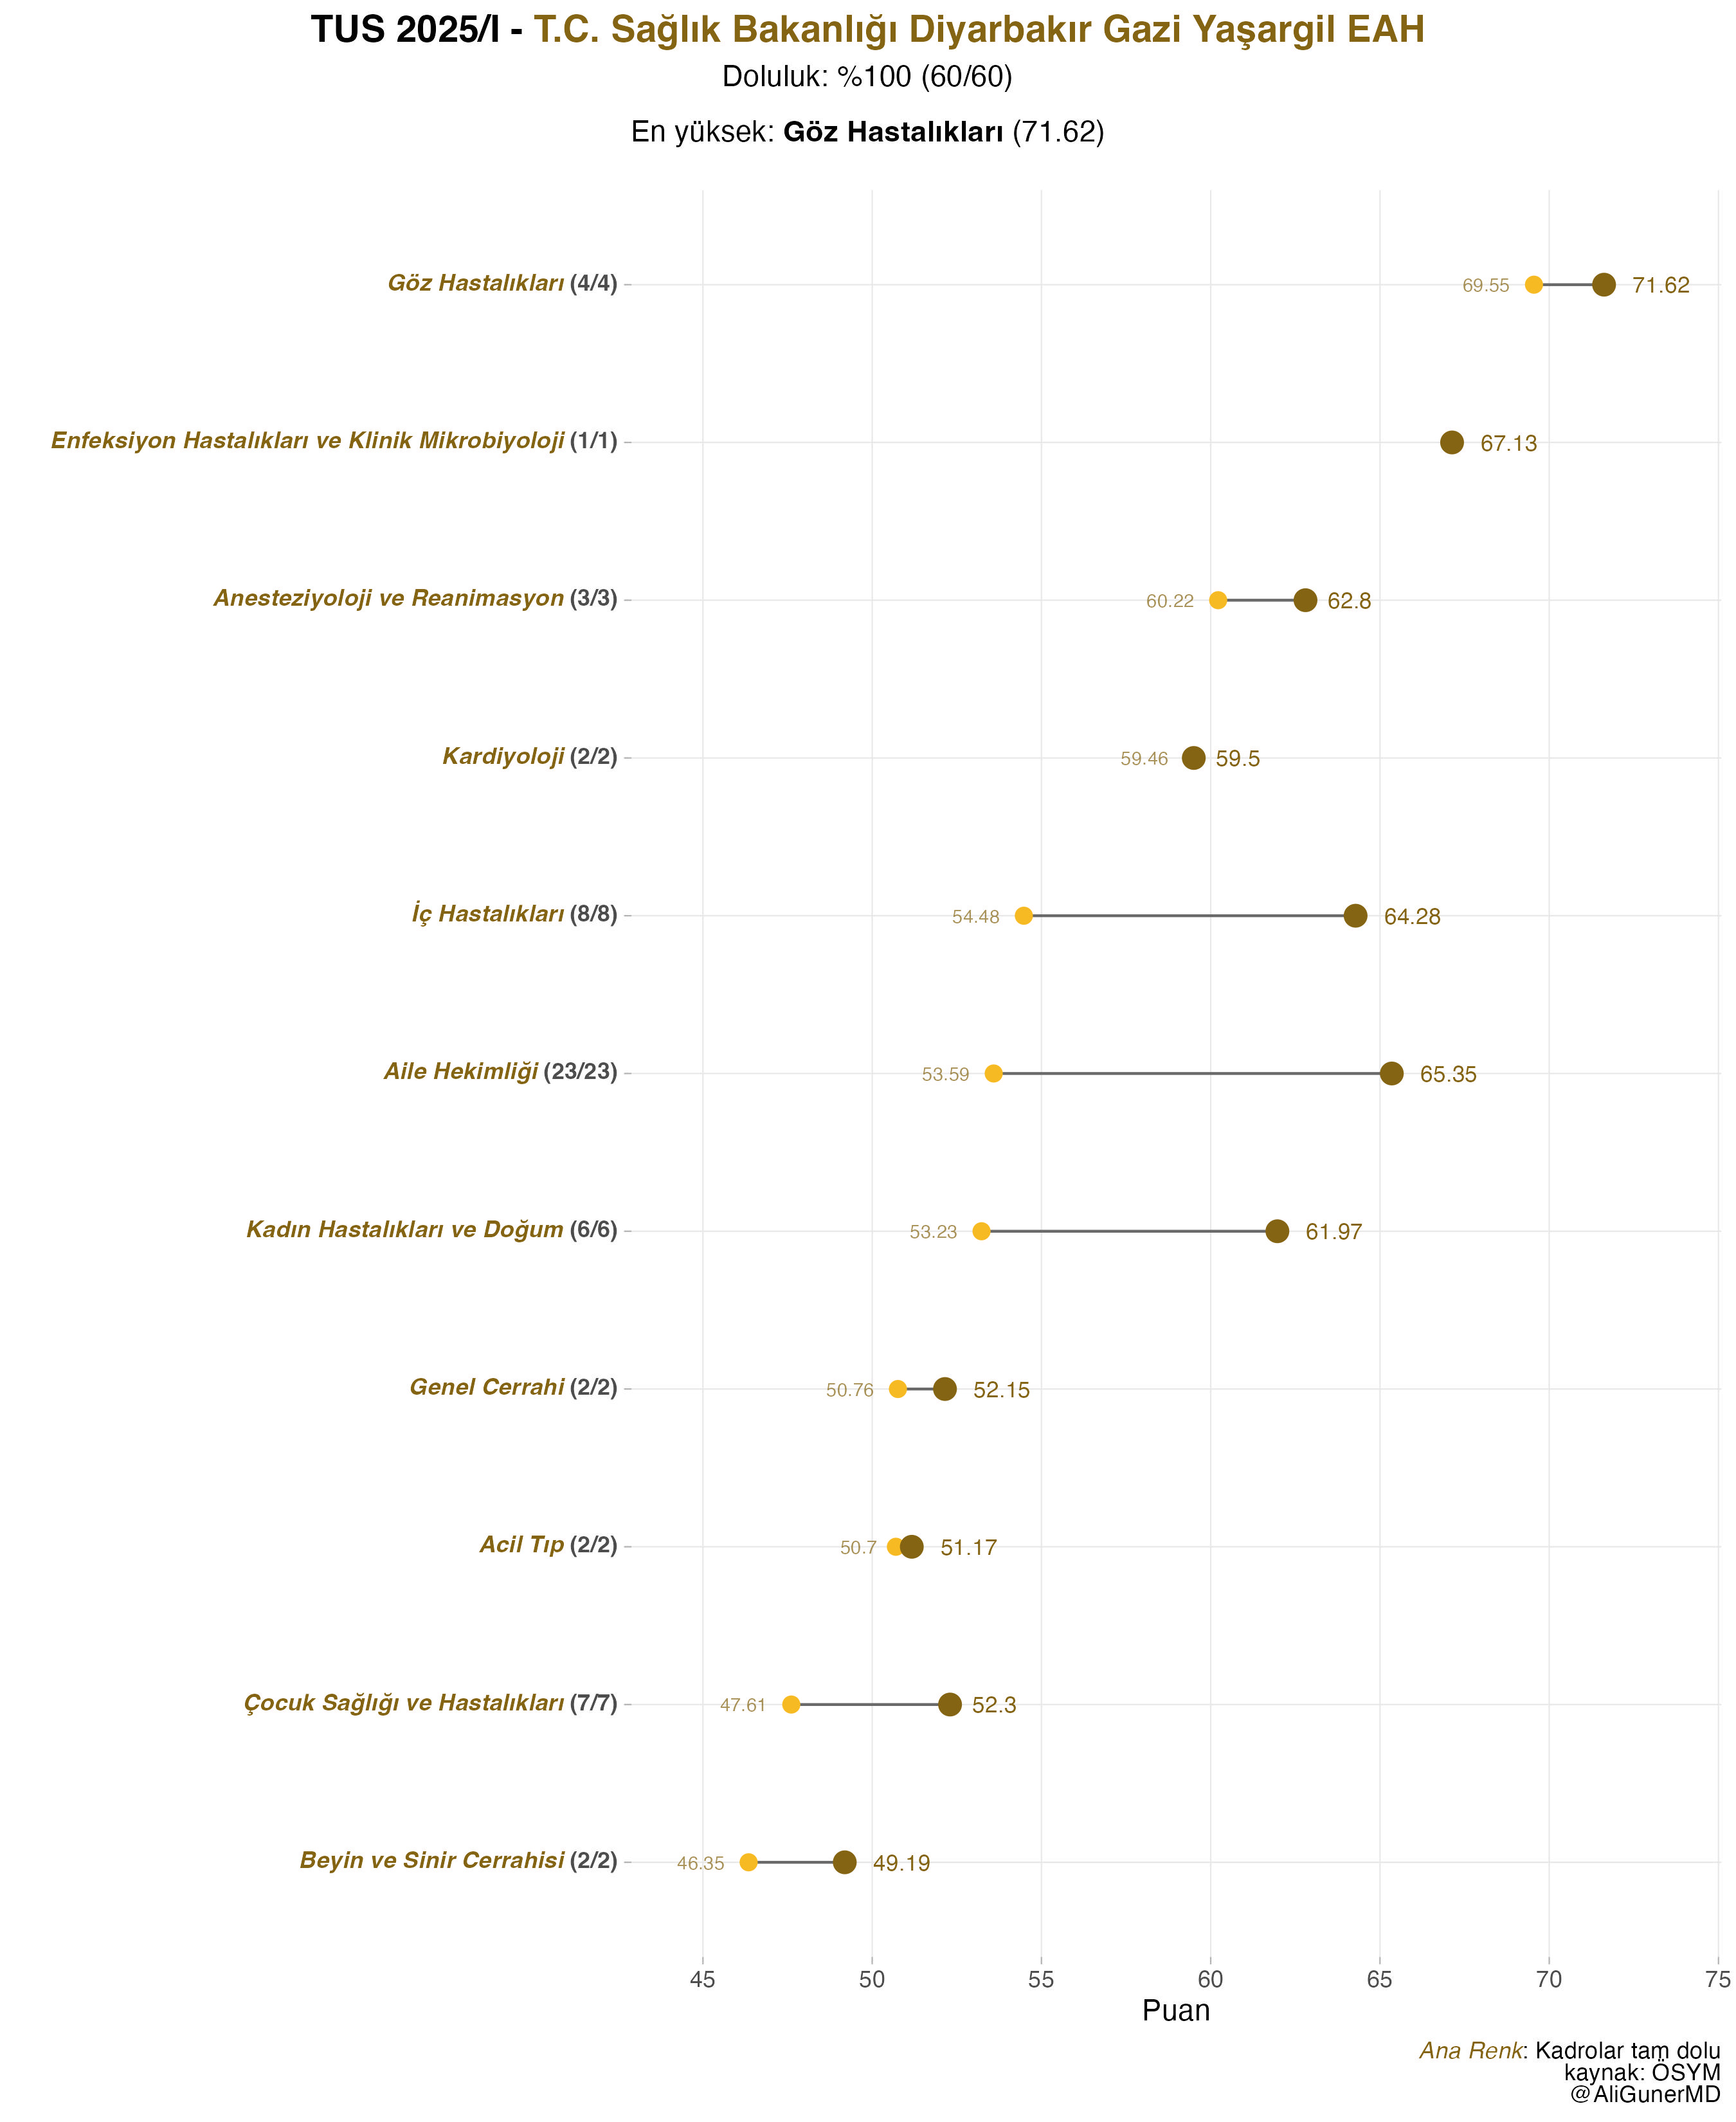 TUS 2025/I - T.C. Sağlık Bakanlığı Diyarbakır Gazi Yaşargil EAH
Doluluk: %100 (60/60)
En yüksek: Göz Hastalıkları (71.62)
Göz Hastalıkları (4/4) 69.55 71.62
Enfeksiyon Hastalıkları ve Klinik Mikrobiyoloji (1/1) 67.13
Anesteziyoloji ve Reanimasyon (3/3) 60.22 62.8
Kardiyoloji (2/2) 59.46 59.5
İç Hastalıkları (8/8) 54.48 64.28
Aile Hekimliği (23/23) 53.59 65.35
Kadın Hastalıkları ve Doğum (6/6) 53.23 61.97
Genel Cerrahi (2/2) 50.76 52.15
Acil Tıp (2/2) 50.7 51.17
Çocuk Sağlığı ve Hastalıkları (7/7) 47.61 52.3
Beyin ve Sinir Cerrahisi (2/2) 46.35 49.19
45 50 55 60 65 70 75
Puan
Ana Renk: Kadrolar tam dolu
kaynak: ÖSYM
@AliGunerMD